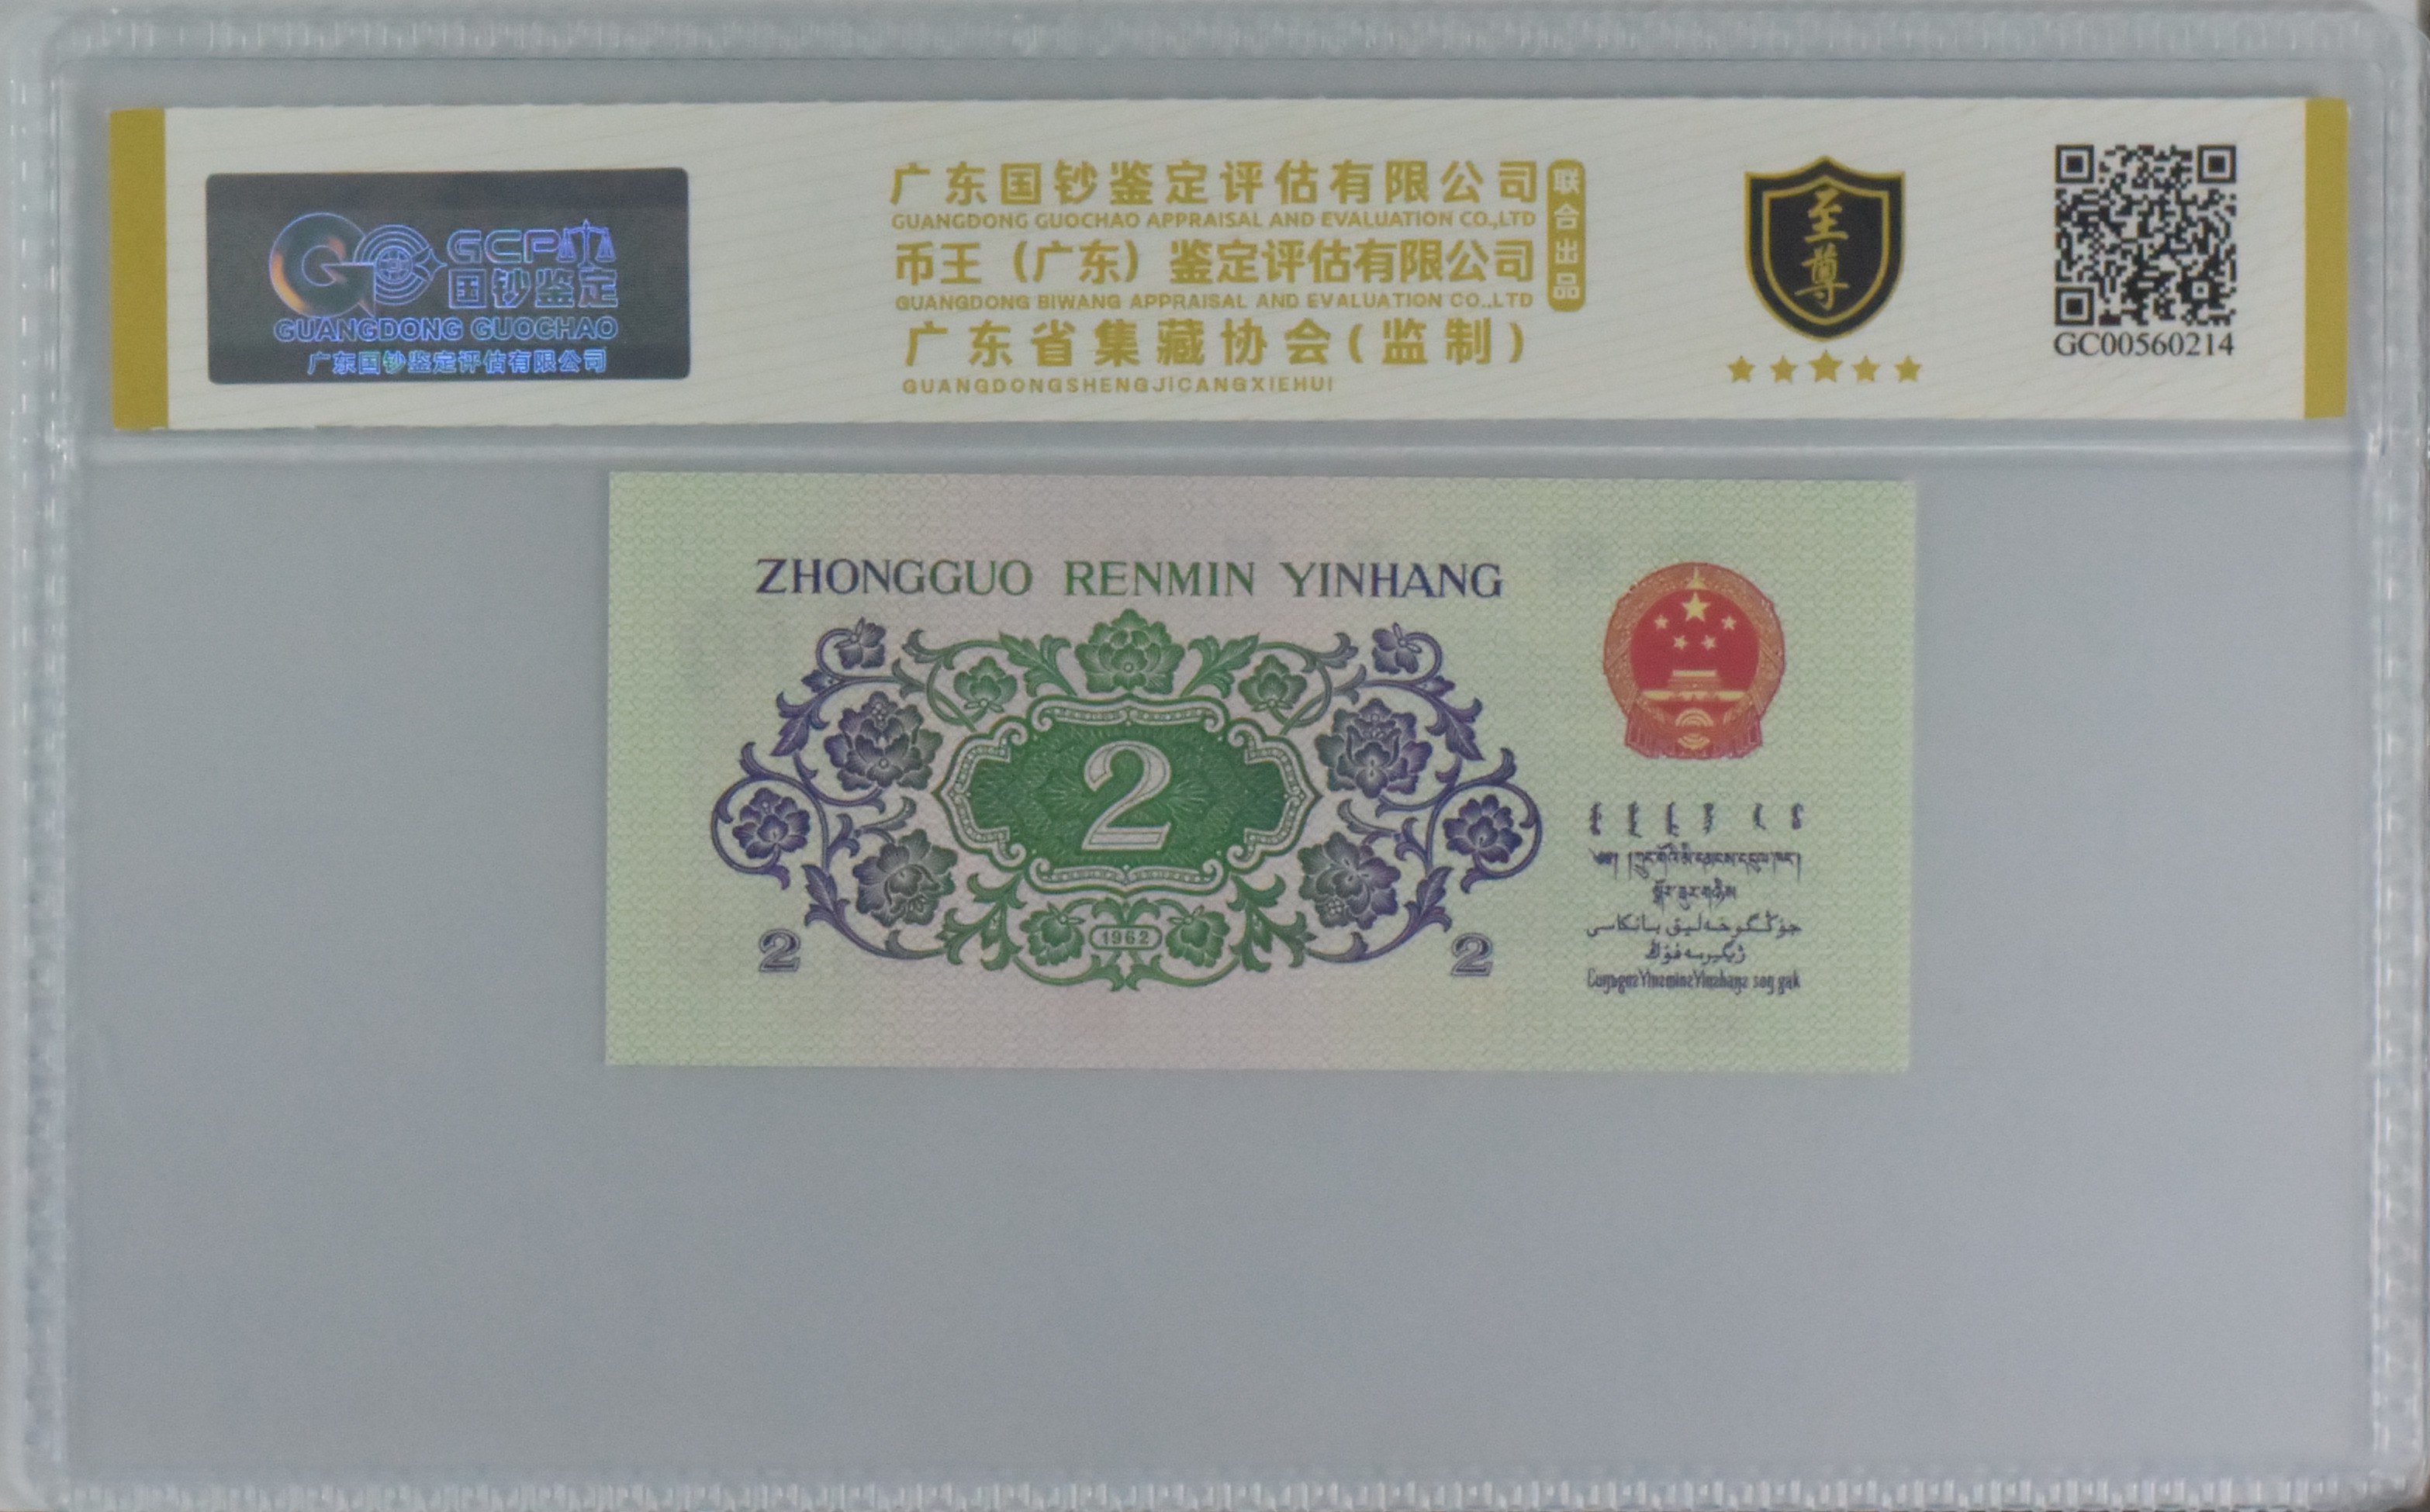 GCPA
国钞鉴定
GUANGDONG GUOCHAO
广东国钞鉴定评估有限公司
广东国钞鉴定评估有限公司
GUANGDONG GUOCHAO APPRAISAL AND EVALUATION CO.,LTD
币王（广东）鉴定评估有限公司
GUANGDONG BIWANG APPRAISAL AND EVALUATION CO.,LTD
广东省集藏协会(监制)
GUANGDONGSHENGJICANGXIEHUI
联合出品
至尊
GC00560214
ZHONGGUO RENMIN YINHANG
2
1962
2
2
جۇڭگو خەلىق بانكاسى